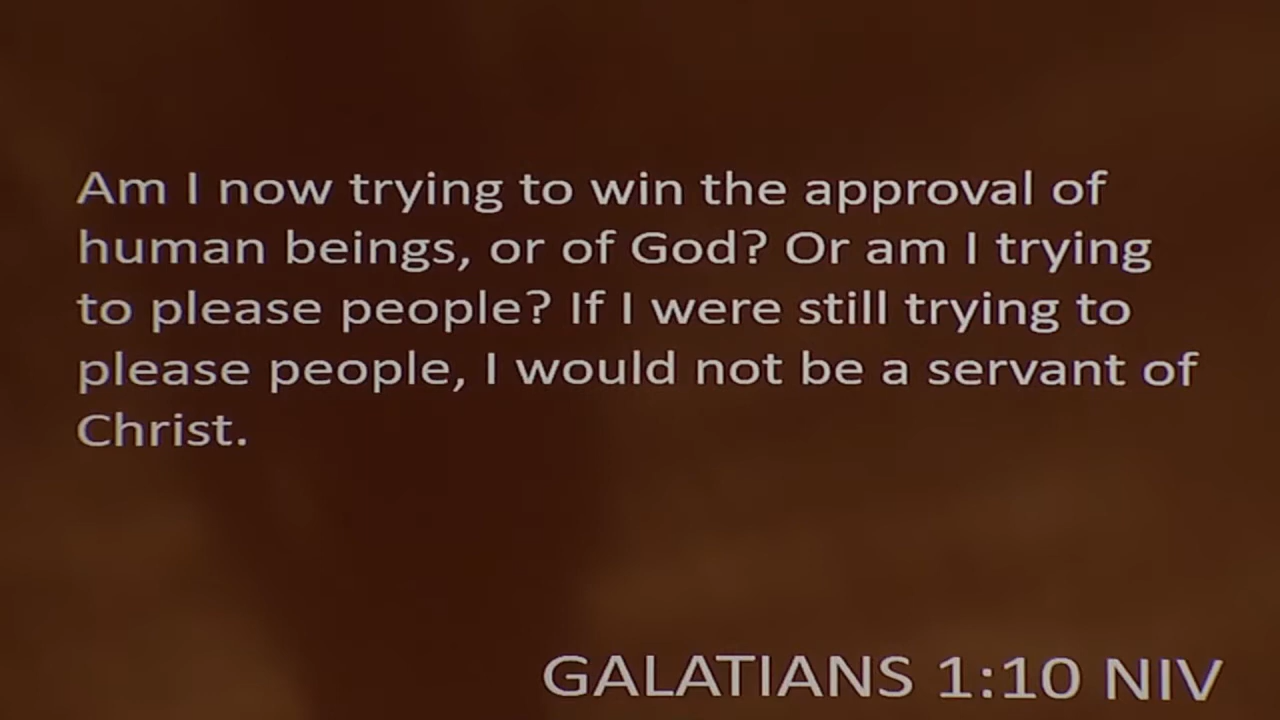 Am I now trying to win the approval of
human beings, or of God? Or am I trying
to please people? If I were still trying to
please people, I would not be a servant of
Christ.
GALATIANS 1:10 NIV